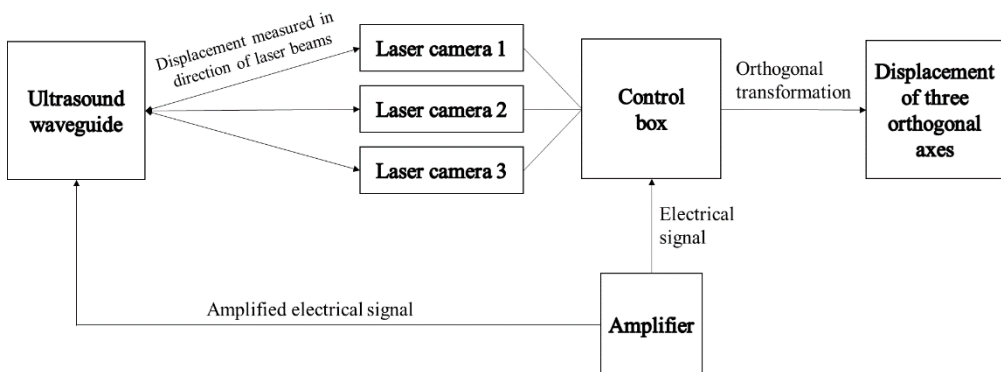 Displacement measured in
direction of laser beams
Ultrasound
waveguide
Laser camera 1
Laser camera 2
Laser camera 3
Control
box
Orthogonal
transformation
Displacement
of three
orthogonal
axes
Electrical
signal
Amplified electrical signal
Amplifier